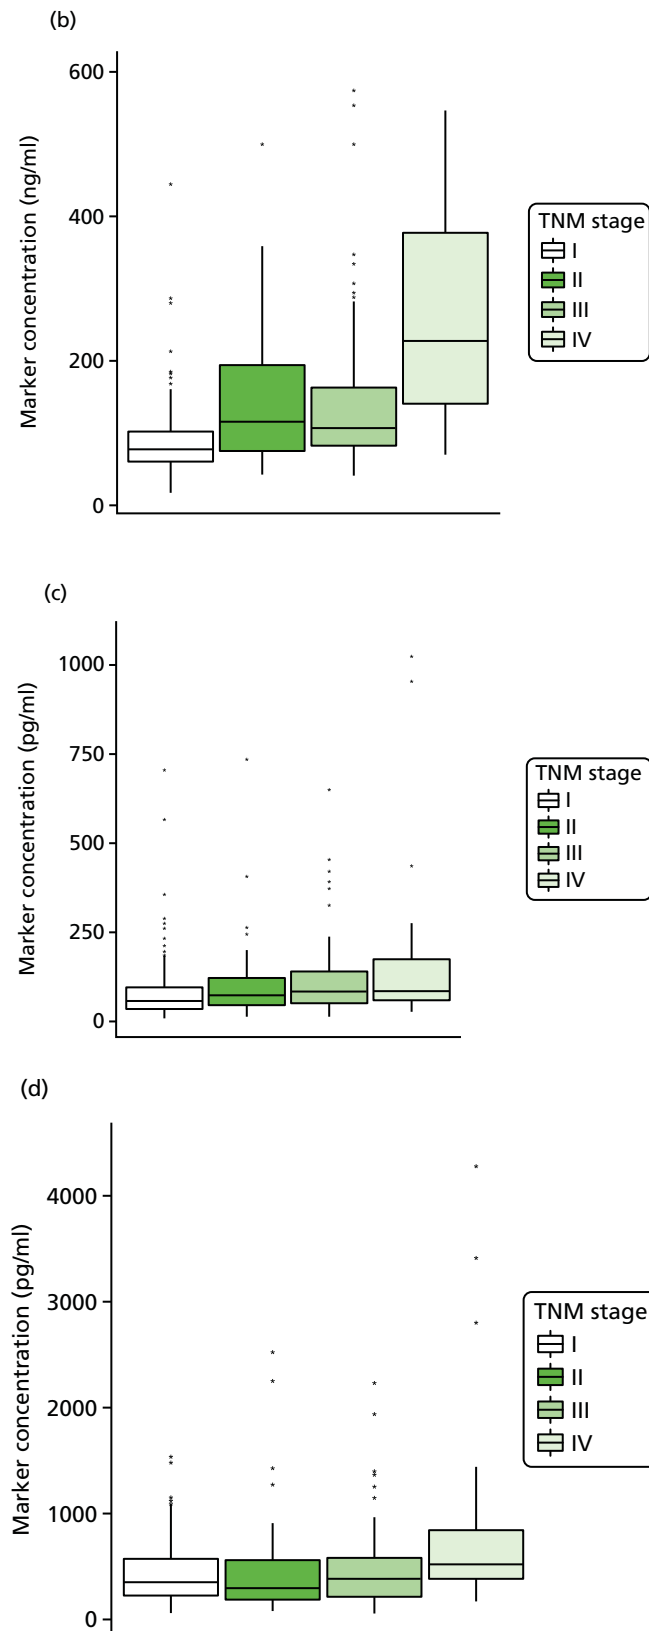 (b)
Marker concentration (ng/ml)
600
400
200
0
TNM stage
I
II
III
IV
(c)
Marker concentration (pg/ml)
1000
750
500
250
0
TNM stage
I
II
III
IV
(d)
Marker concentration (pg/ml)
4000
3000
2000
1000
0
TNM stage
I
II
III
IV